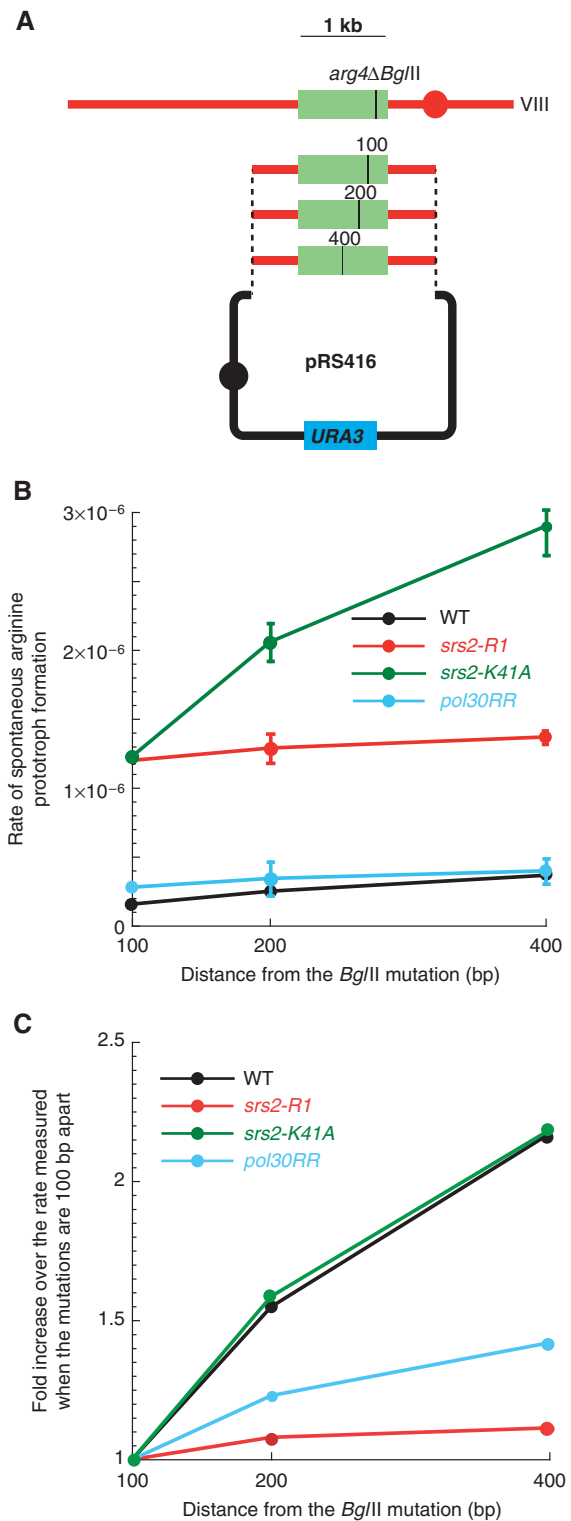 A
1 kb
arg4ΔBglII
VIII
100
200
400
pRS416
URA3
B
3×10⁻⁶
2×10⁻⁶
1×10⁻⁶
0
Rate of spontaneous arginine
prototroph formation
WT
srs2-R1
srs2-K41A
pol30RR
100
200
400
Distance from the BglII mutation (bp)
C
2.5
2
1.5
1
Fold increase over the rate measured
when the mutations are 100 bp apart
WT
srs2-R1
srs2-K41A
pol30RR
100
200
400
Distance from the BglII mutation (bp)